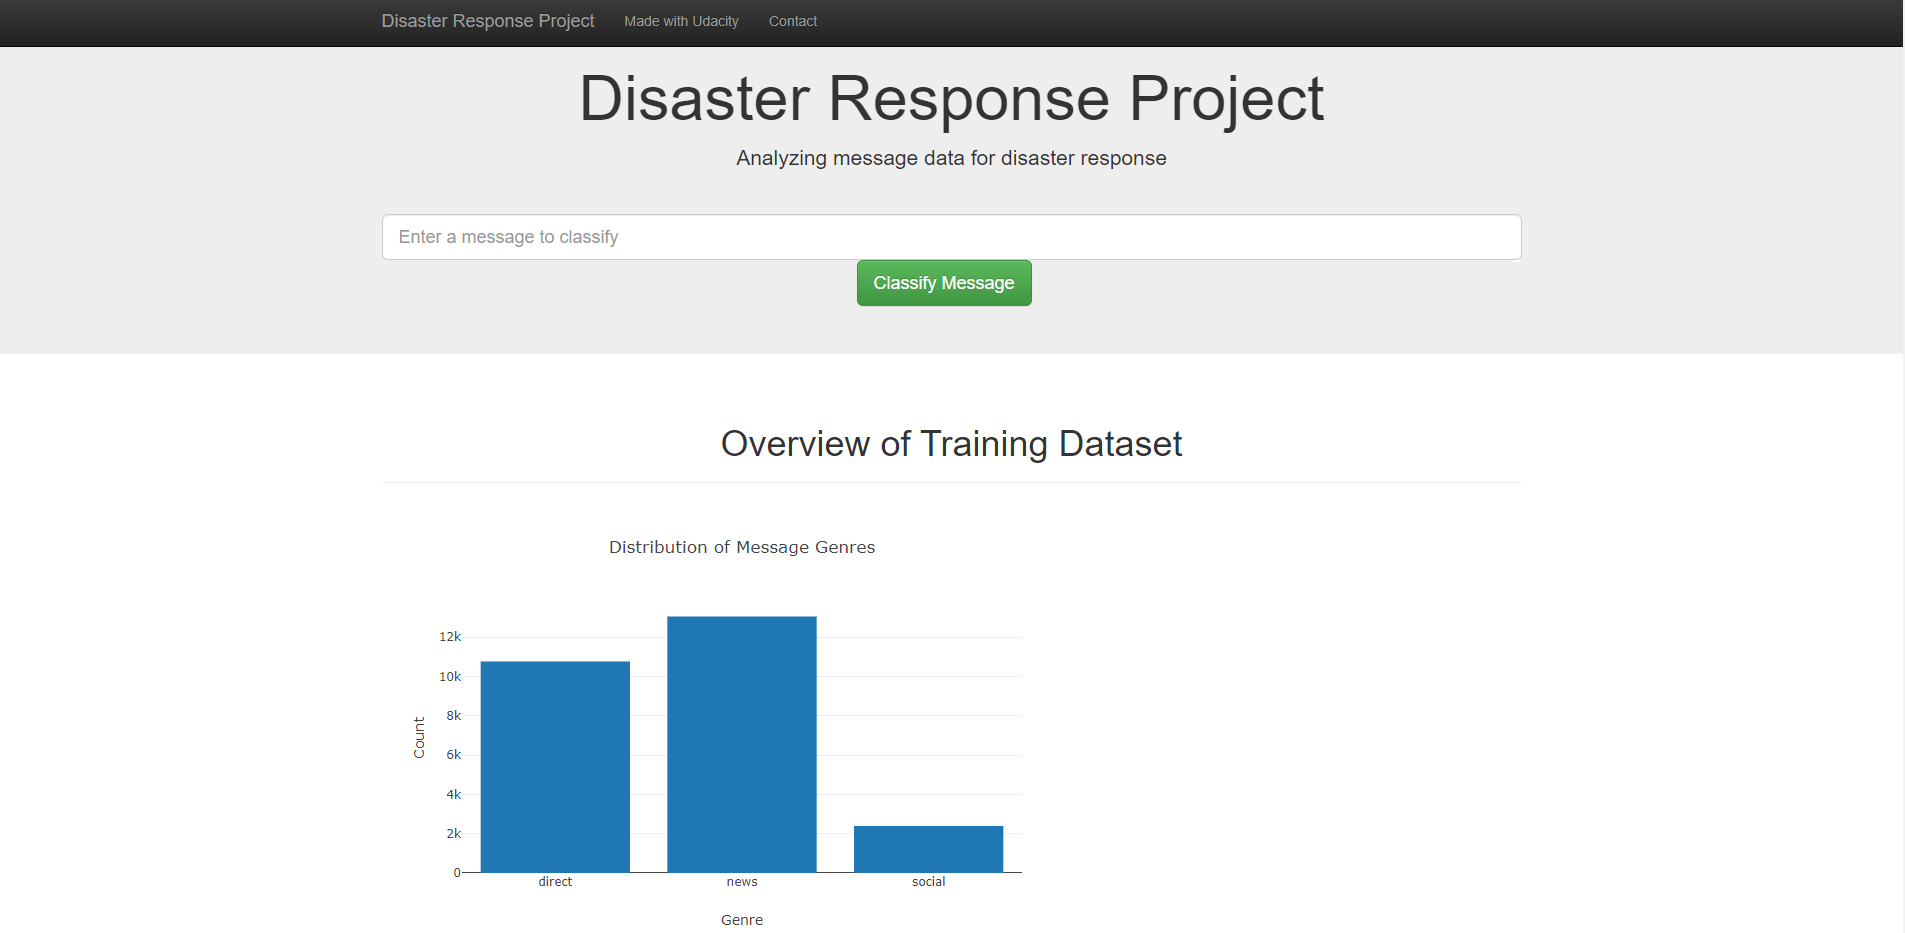 Disaster Response Project Made with Udacity Contact
Disaster Response Project
Analyzing message data for disaster response
Enter a message to classify
Classify Message
Overview of Training Dataset
Distribution of Message Genres
12k
10k
8k
6k
4k
2k
0
Count
direct news social
Genre